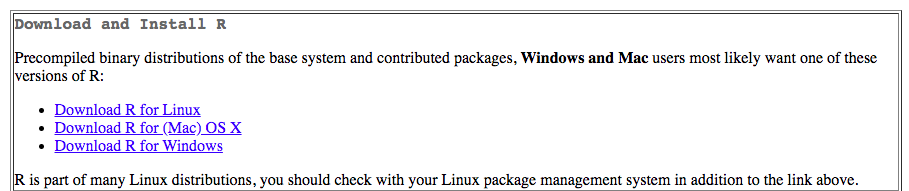 Download and Install R
Precompiled binary distributions of the base system and contributed packages, Windows and Mac users most likely want one of these
versions of R:
• Download R for Linux
• Download R for (Mac) OS X
• Download R for Windows
R is part of many Linux distributions, you should check with your Linux package management system in addition to the link above.